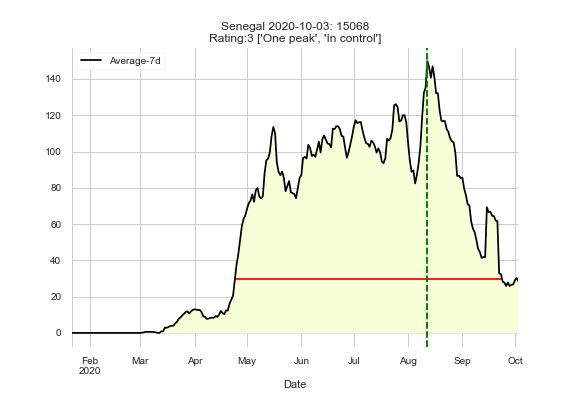 Senegal 2020-10-03: 15068
Rating:3 ['One peak', 'In control']
Average-7d
140
120
100
80
60
40
20
0
Feb Mar Apr May Jun Jul Aug Sep Oct
2020
Date